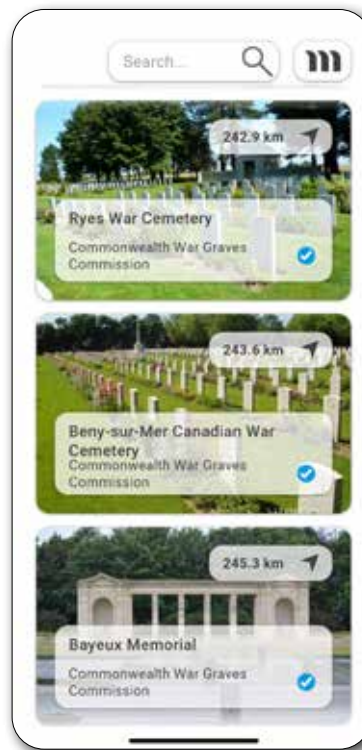 Search...
m
242.9 km
Ryes War Cemetery
Commonwealth War Graves
Commission
243.6 km
Beny-sur-Mer Canadian War
Cemetery
Commonwealth War Graves
Commission
245.3 km
Bayeux Memorial
Commonwealth War Graves
Commission